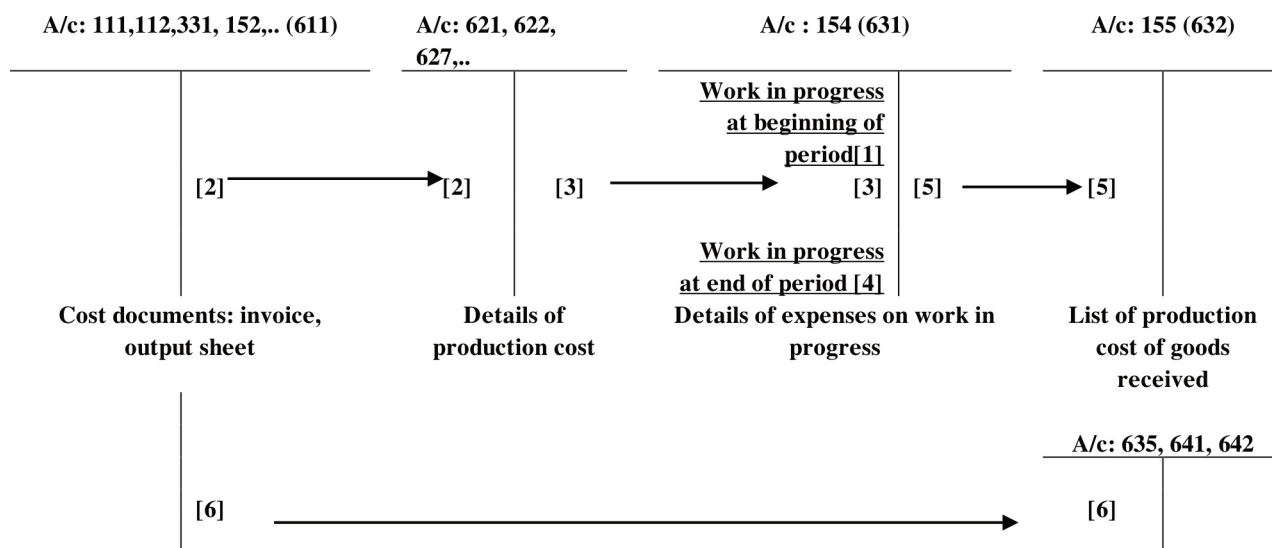 A/c: 111,112,331, 152,.. (611)
A/c: 621, 622,
627,..
A/c : 154 (631)
A/c: 155 (632)
Work in progress
at beginning of
period[1]
[2]
[2]
[3]
[3]
[5]
[5]
Work in progress
at end of period [4]
Cost documents: invoice,
output sheet
Details of
production cost
Details of expenses on work in
progress
List of production
cost of goods
received
A/c: 635, 641, 642
[6]
[6]